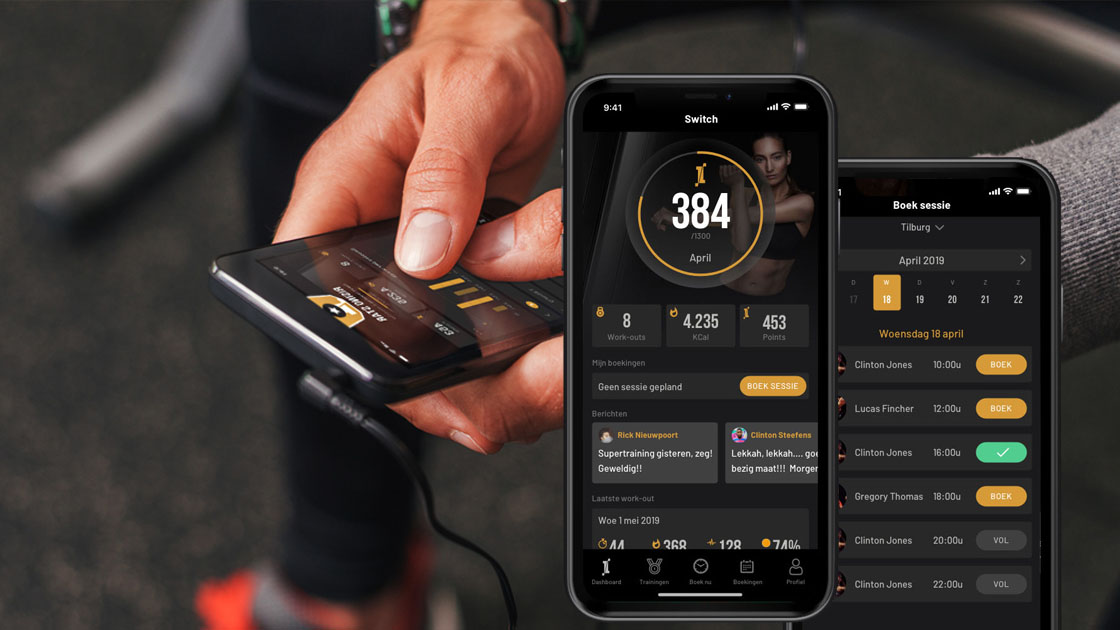 9:41
Switch
384
/1300
April
8
Work-outs
4.235
KCal
453
Points
Mijn boekingen
Geen sessie gepland
BOEK SESSIE
Berichten
Rick Nieuwpoort
Supertraining gisteren, zeg!
Geweldig!!
Clinton Steefens
Lekkah, lekkah.... goe
bezig maat!!! Morger
Laatste work-out
Woe 1 mei 2019
44
368
128
74%
Dashboard
Trainingen
Boek nu
Boekingen
Profiel
1
Boek sessie
Tilburg
April 2019
D W D V Z Z
17 18 19 20 21 22
Woensdag 18 april
Clinton Jones 10:00u BOEK
Lucas Fincher 12:00u BOEK
Clinton Jones 16:00u
Gregory Thomas 18:00u BOEK
Clinton Jones 20:00u VOL
Clinton Jones 22:00u VOL